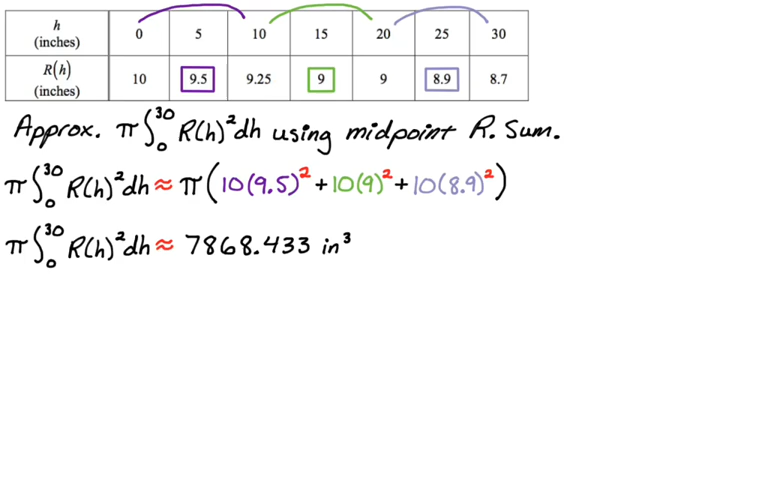 h (inches) 0 5 10 15 20 25 30
R(h) (inches) 10 9.5 9.25 9 9 8.9 8.7
Approx. π∫₀³⁰ R(h)²dh using midpoint R. Sum.
π∫₀³⁰ R(h)²dh ≈ π(10(9.5)² + 10(9)² + 10(8.9)²)
π∫₀³⁰ R(h)²dh ≈ 7868.433 in³